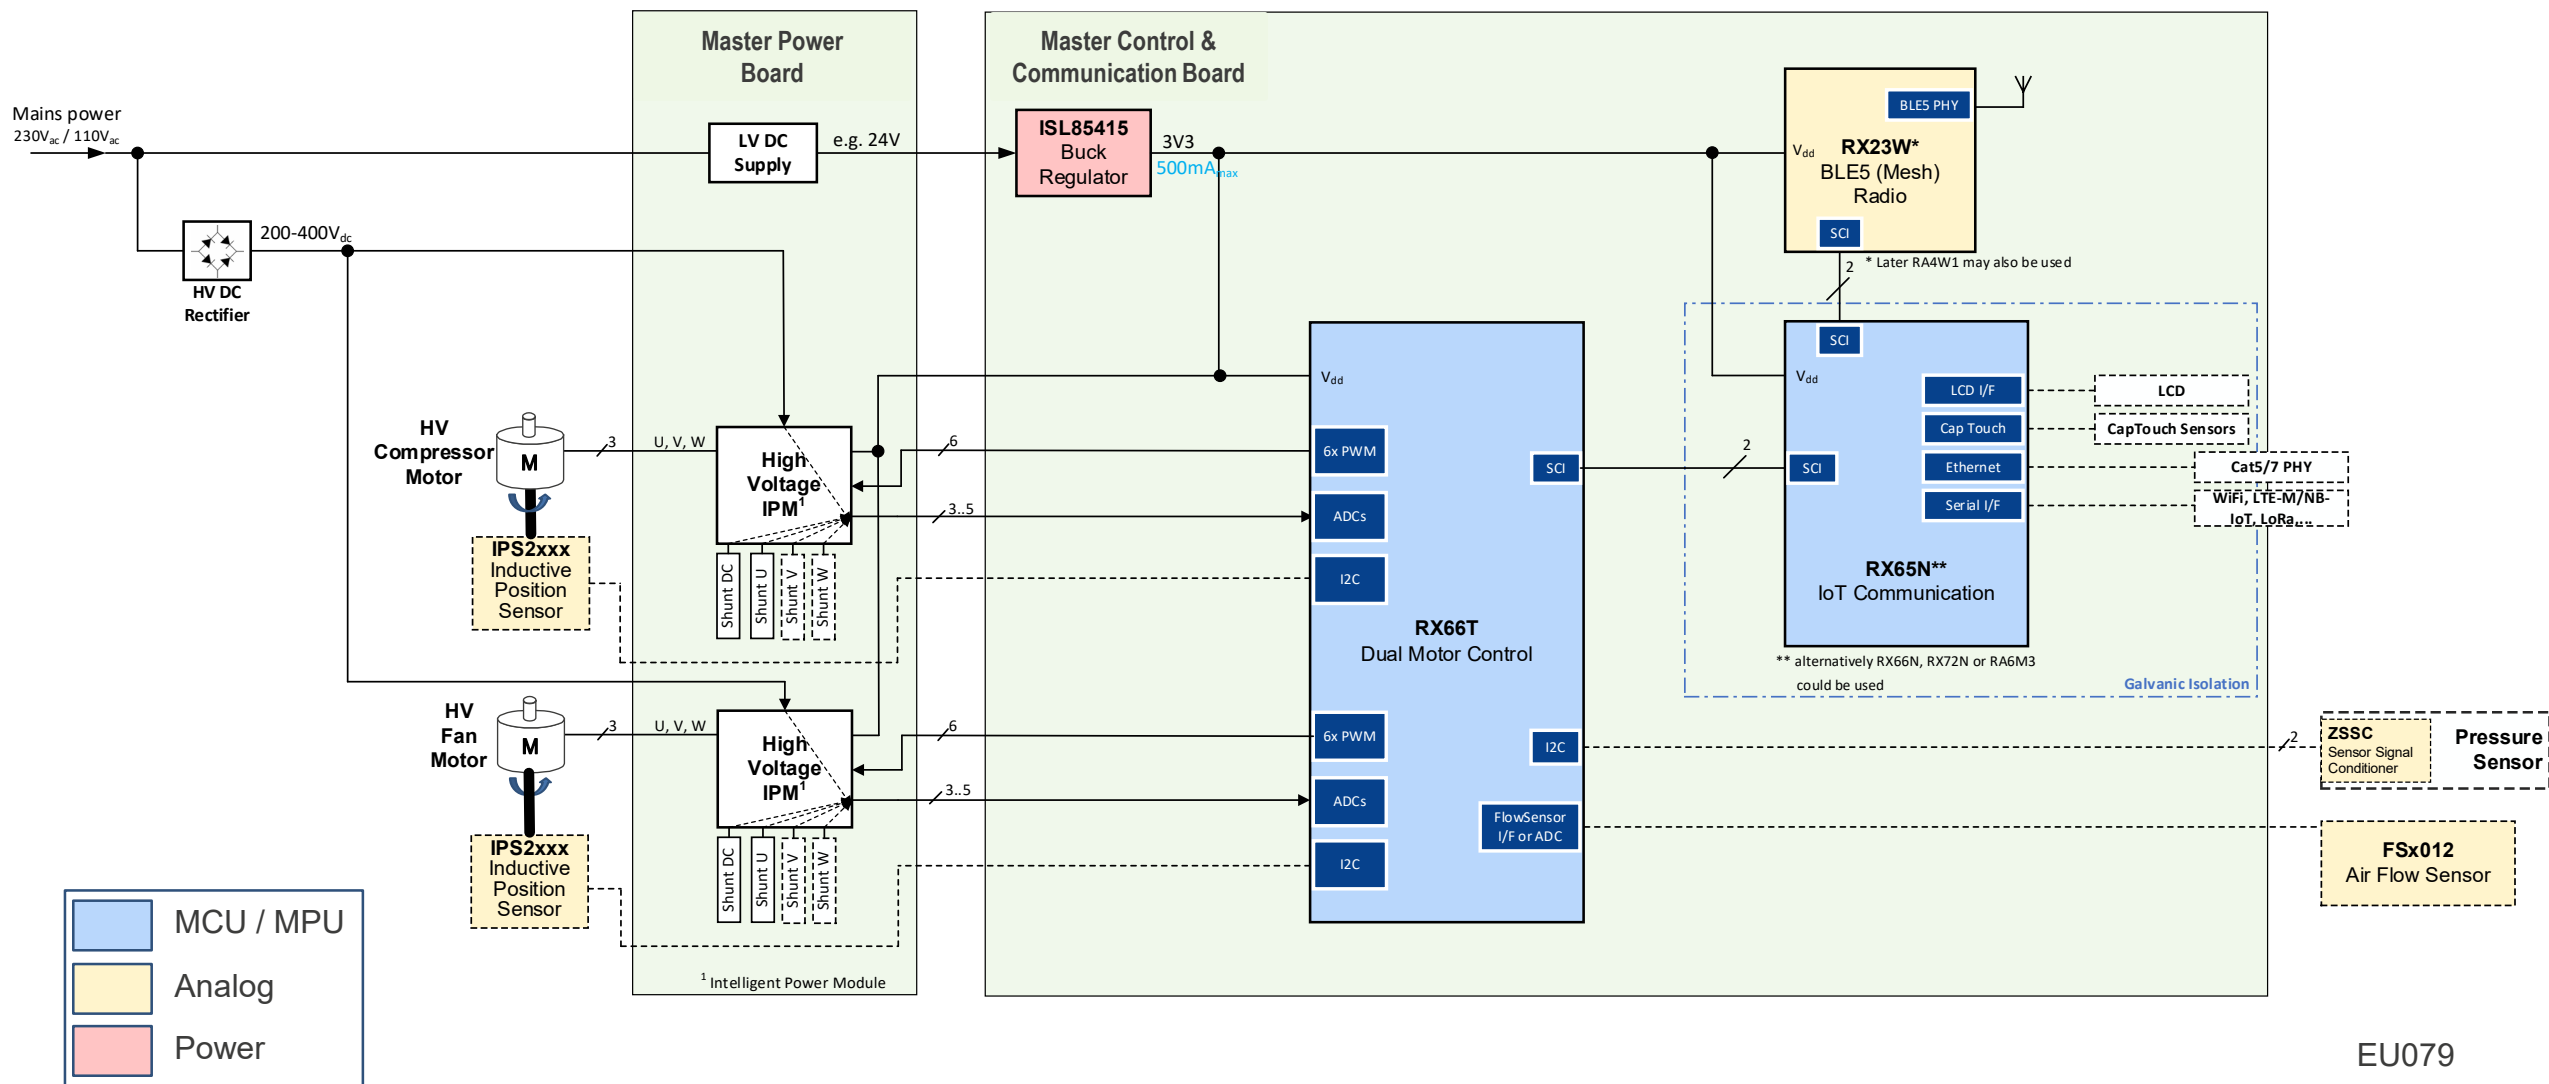 Master Power
Board
Master Control &
Communication Board
Mains power
230Vac / 110Vac
LV DC
Supply
e.g. 24V
ISL85415
Buck
Regulator
3V3
500mAmax
BLE5 PHY
Vdd
RX23W*
BLE5 (Mesh)
Radio
SCI
2
* Later RA4W1 may also be used
200-400Vdc
HV DC
Rectifier
HV
Compressor
Motor
M
3
U, V, W
High
Voltage
IPM1
Shunt DC
Shunt U
Shunt V
Shunt W
IPS2xxx
Inductive
Position
Sensor
6
3..5
Vdd
6x PWM
ADCs
I2C
RX66T
Dual Motor Control
SCI
2
SCI
Vdd
SCI
LCD I/F
Cap Touch
Ethernet
Serial I/F
RX65N**
IoT Communication
LCD
CapTouch Sensors
Cat5/7 PHY
WiFi, LTE-M/NB-
IoT, LoRa,...
** alternatively RX66N, RX72N or RA6M3
could be used
Galvanic Isolation
HV
Fan
Motor
M
3
U, V, W
High
Voltage
IPM1
Shunt DC
Shunt U
Shunt V
Shunt W
IPS2xxx
Inductive
Position
Sensor
6
3..5
6x PWM
ADCs
I2C
I2C
FlowSensor
I/F or ADC
2
ZSSC
Sensor Signal
Conditioner
Pressure
Sensor
FSx012
Air Flow Sensor
1 Intelligent Power Module
MCU / MPU
Analog
Power
EU079